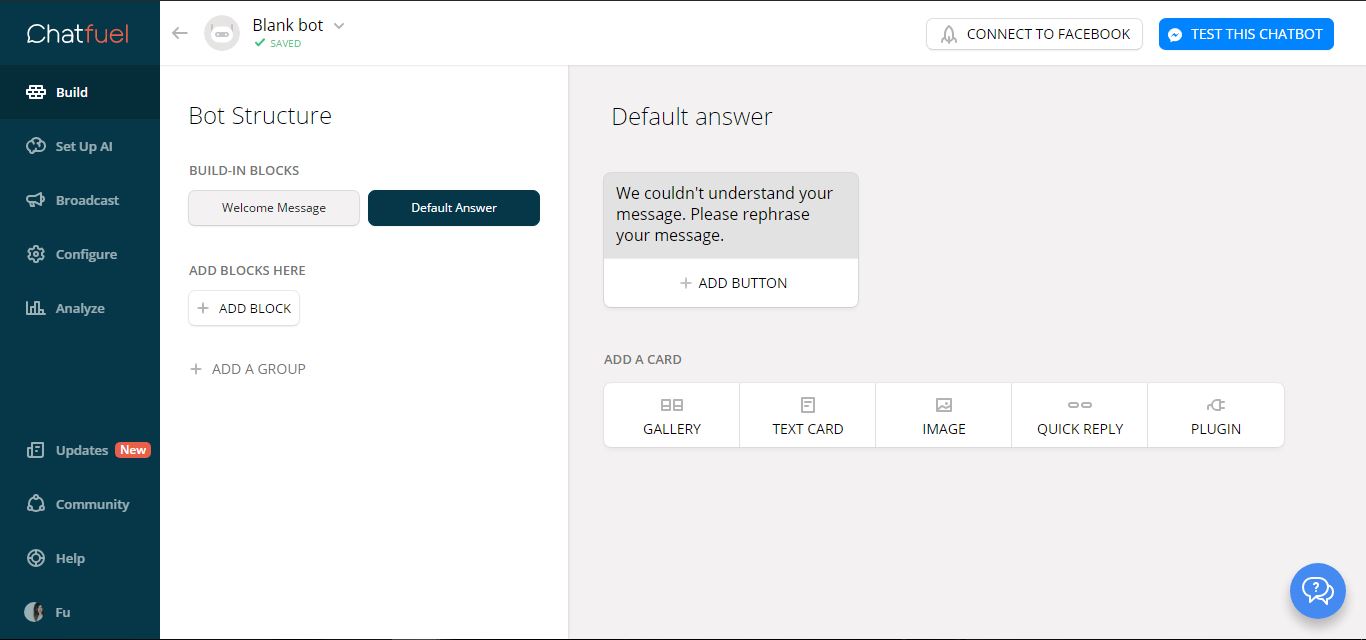 Chatfuel
Build
Set Up AI
Broadcast
Configure
Analyze
Updates New
Community
Help
Fu
Blank bot
SAVED
CONNECT TO FACEBOOK
TEST THIS CHATBOT
Bot Structure
BUILD-IN BLOCKS
Welcome Message
Default Answer
ADD BLOCKS HERE
+ ADD BLOCK
+ ADD A GROUP
Default answer
We couldn't understand your
message. Please rephrase
your message.
+ ADD BUTTON
ADD A CARD
GALLERY
TEXT CARD
IMAGE
QUICK REPLY
PLUGIN
?